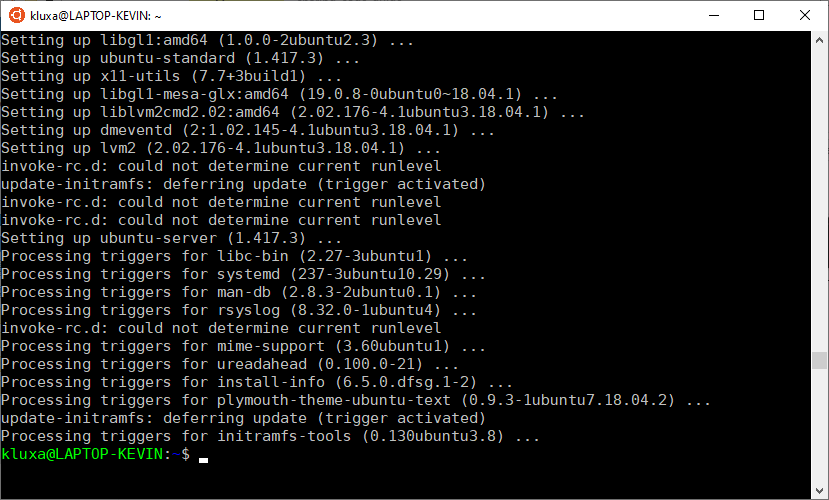 kluxa@LAPTOP-KEVIN: ~
Setting up libgl1:amd64 (1.0.0-2ubuntu2.3) ...
Setting up ubuntu-standard (1.417.3) ...
Setting up x11-utils (7.7+3build1) ...
Setting up libgl1-mesa-glx:amd64 (19.0.8-0ubuntu0~18.04.1) ...
Setting up liblvm2cmd2.02:amd64 (2.02.176-4.1ubuntu3.18.04.1) ...
Setting up dmeventd (2:1.02.145-4.1ubuntu3.18.04.1) ...
Setting up lvm2 (2.02.176-4.1ubuntu3.18.04.1) ...
invoke-rc.d: could not determine current runlevel
update-initramfs: deferring update (trigger activated)
invoke-rc.d: could not determine current runlevel
invoke-rc.d: could not determine current runlevel
Setting up ubuntu-server (1.417.3) ...
Processing triggers for libc-bin (2.27-3ubuntu1) ...
Processing triggers for systemd (237-3ubuntu10.29) ...
Processing triggers for man-db (2.8.3-2ubuntu0.1) ...
Processing triggers for rsyslog (8.32.0-1ubuntu4) ...
invoke-rc.d: could not determine current runlevel
Processing triggers for mime-support (3.60ubuntu1) ...
Processing triggers for ureadahead (0.100.0-21) ...
Processing triggers for install-info (6.5.0.dfsg.1-2) ...
Processing triggers for plymouth-theme-ubuntu-text (0.9.3-1ubuntu7.18.04.2) ...
update-initramfs: deferring update (trigger activated)
Processing triggers for initramfs-tools (0.130ubuntu3.8) ...
kluxa@LAPTOP-KEVIN:~$